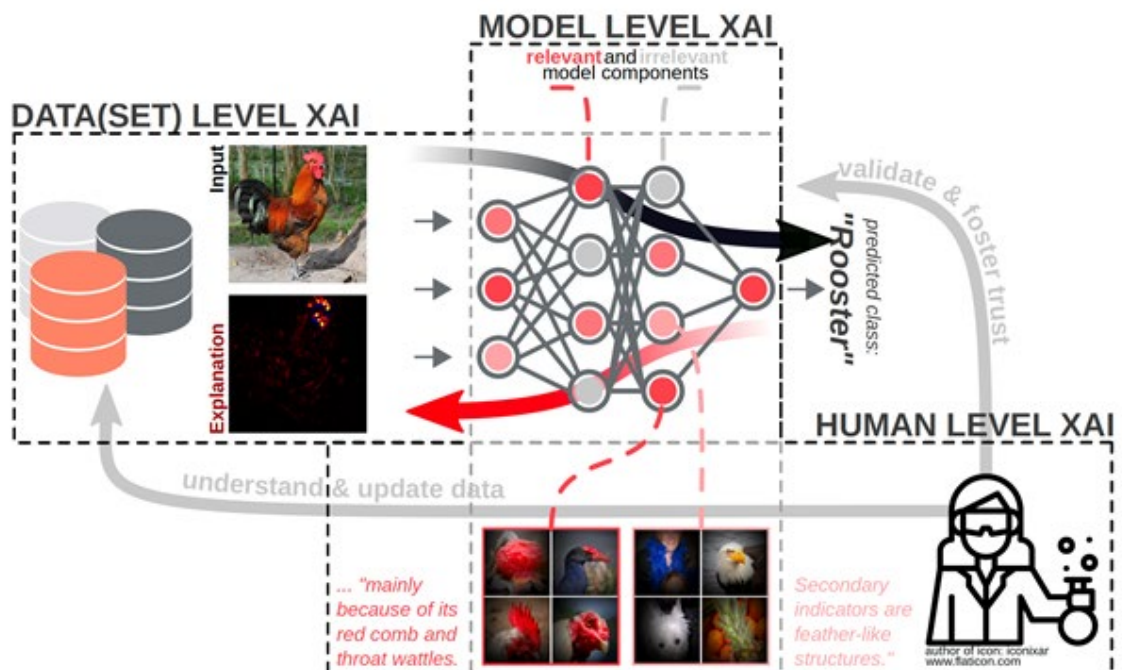 MODEL LEVEL XAI
relevant and irrelevant
model components
DATA(SET) LEVEL XAI
Input
Explanation
predicted class:
"Rooster"
validate & foster trust
HUMAN LEVEL XAI
understand & update data
... "mainly
because of its
red comb and
throat wattles.
Secondary
indicators are
feather-like
structures."
author of icon: iconixar
www.flaticon.com